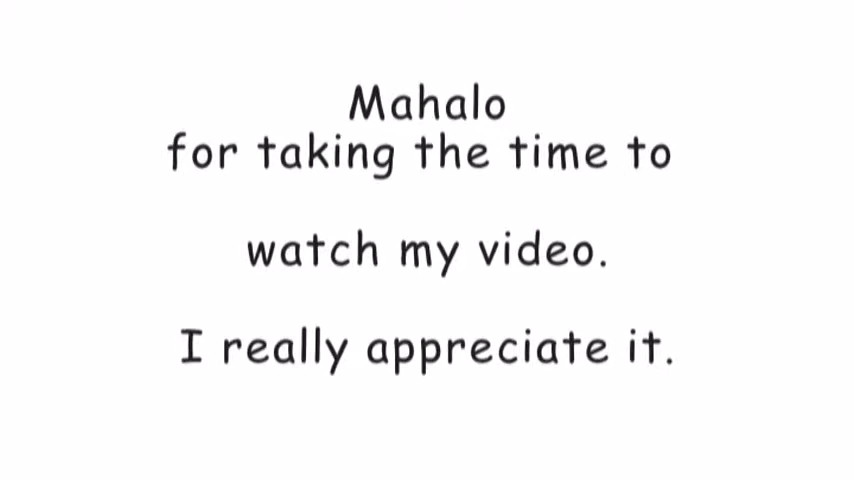 Mahalo
for taking the time to
watch my video.
I really appreciate it.